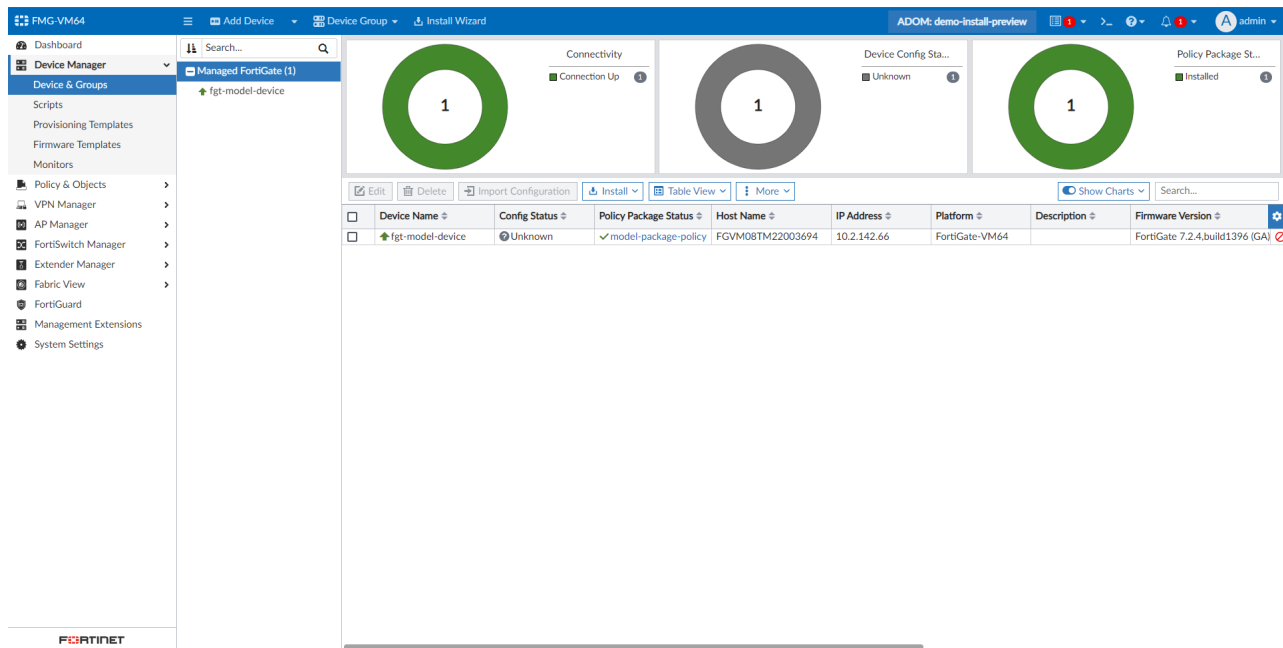 FMG-VM64
Add Device
Device Group
Install Wizard
ADOM: demo-install-preview
1
>_
1
A
admin
Dashboard
Device Manager
Device & Groups
Scripts
Provisioning Templates
Firmware Templates
Monitors
Policy & Objects
VPN Manager
AP Manager
FortiSwitch Manager
Extender Manager
Fabric View
FortiGuard
Management Extensions
System Settings
FORTINET
Search...
Managed FortiGate (1)
fgt-model-device
1
Connectivity
Connection Up 1
1
Device Config Sta...
Unknown 1
1
Policy Package St...
Installed 1
Edit
Delete
Import Configuration
Install
Table View
More
Show Charts
Search...
Device Name Config Status Policy Package Status Host Name IP Address Platform Description Firmware Version
fgt-model-device Unknown model-package-policy FGVM08TM22003694 10.2.142.66 FortiGate-VM64 FortiGate 7.2.4,build1396 (GA)